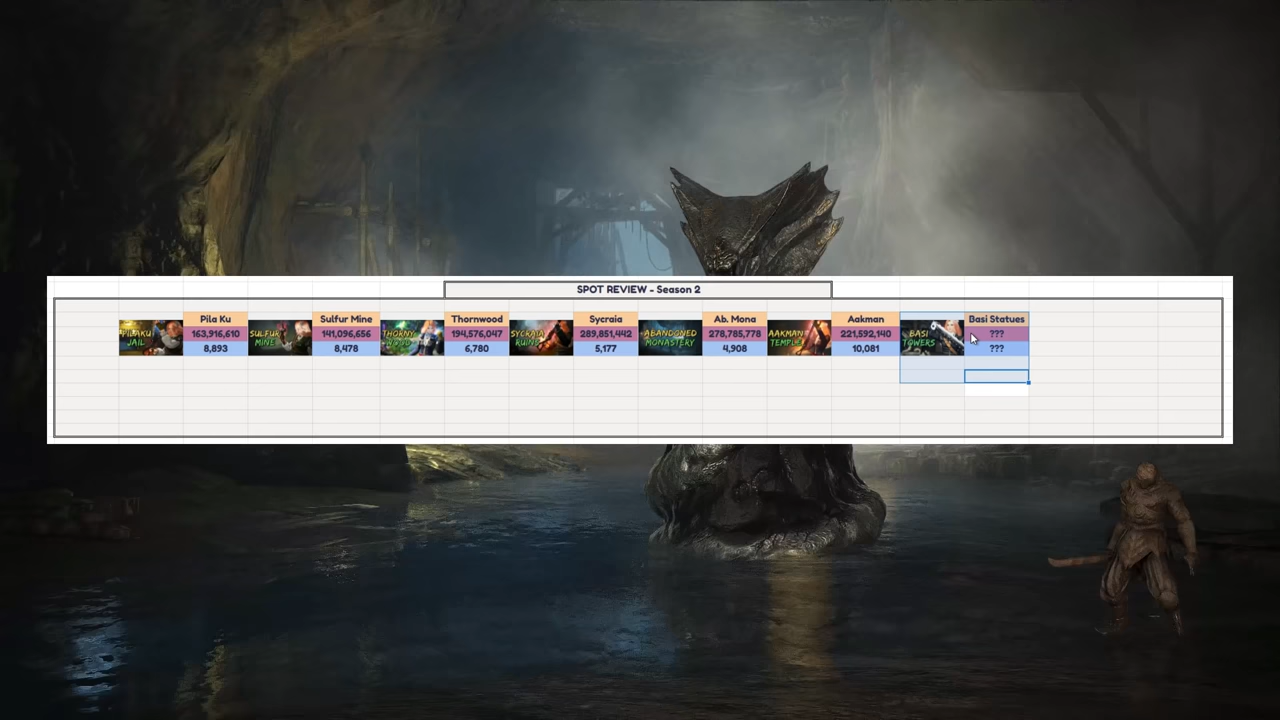 SPOT REVIEW - Season 2
PILAKU
JAIL
Pila Ku
163,916,610
8,893
SULFUR
MINE
Sulfur Mine
141,096,656
8,478
THORNY
WOOD
Thornwood
194,576,047
6,780
SYCRAIA
RUINS
Sycraia
289,851,442
5,177
ABANDONED
MONASTERY
Ab. Mona
278,785,778
4,908
AAKMAN
TEMPLE
Aakman
221,592,140
10,081
BASI
TOWERS
Basi Statues
???
???